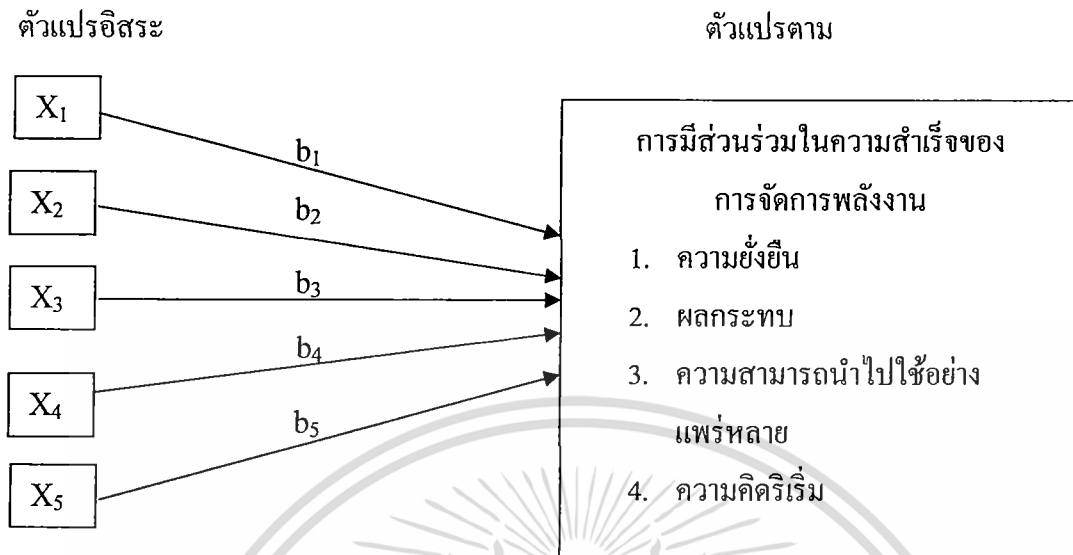 ตัวแปรอิสระ
ตัวแปรตาม
X₁
b₁
X₂
b₂
X₃
b₃
X₄
b₄
X₅
b₅
การมีส่วนร่วมในความสำเร็จของ
การจัดการพลังงาน
1. ความยั่งยืน
2. ผลกระทบ
3. ความสามารถนำไปใช้อย่าง
แพร่หลาย
4. ความคิดริเริ่ม